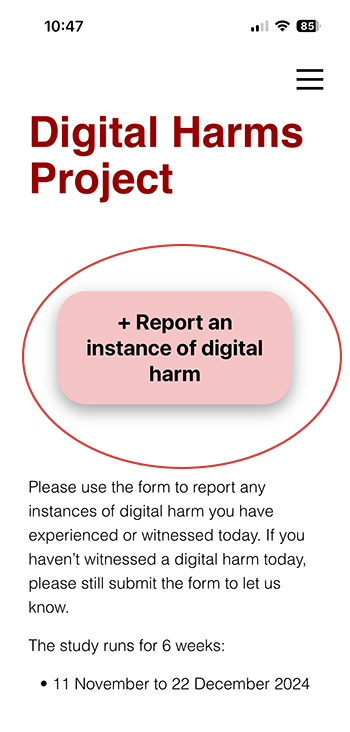 10:47
85
Digital Harms
Project
+ Report an
instance of digital
harm
Please use the form to report any
instances of digital harm you have
experienced or witnessed today. If you
haven’t witnessed a digital harm today,
please still submit the form to let us
know.
The study runs for 6 weeks:
• 11 November to 22 December 2024